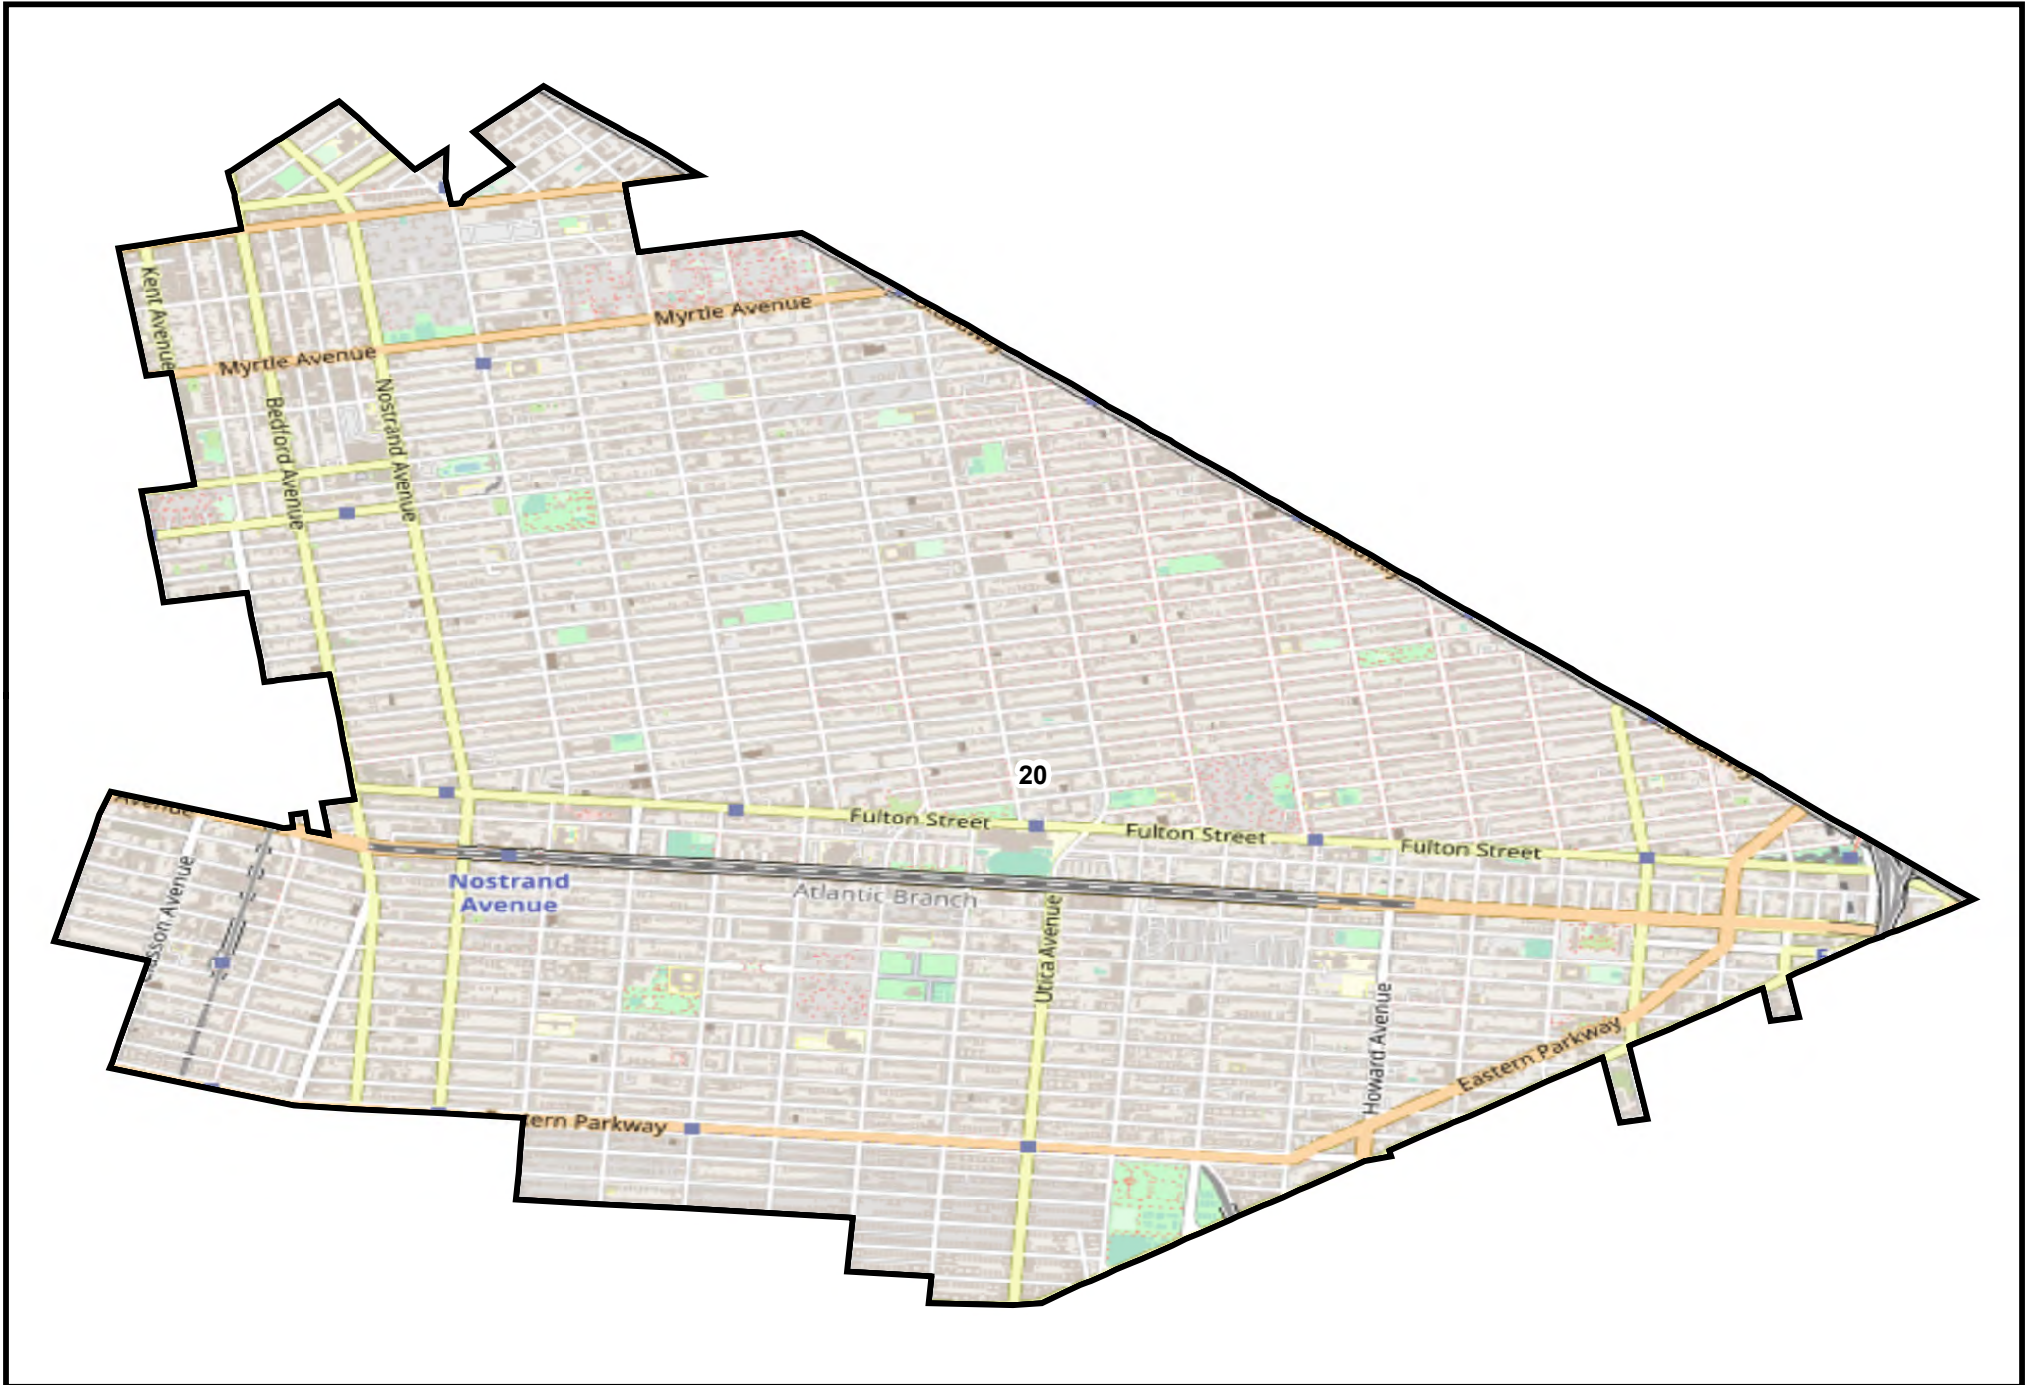 Kent Avenue
Myrtle Avenue
Myrtle Avenue
Bedford Avenue
Nostrand Avenue
20
Fulton Street
Fulton Street
Fulton Street
Nostrand
Avenue
Atlantic Branch
Utica Avenue
Howard Avenue
Eastern Parkway
Parkway